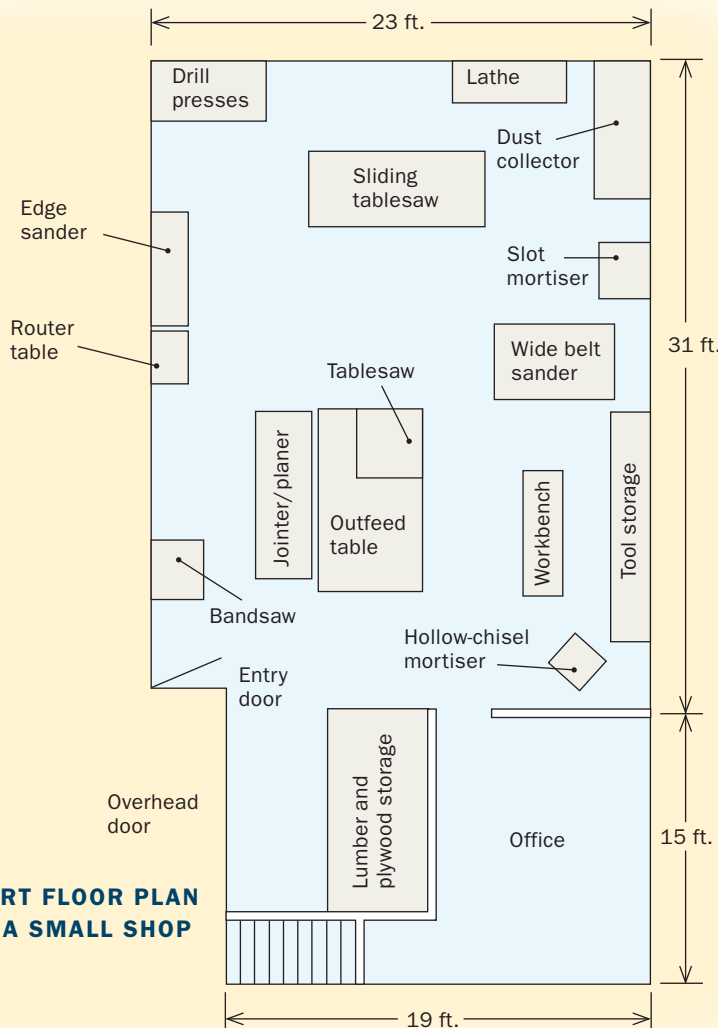 23 ft.
Drill
presses
Lathe
Dust
collector
Sliding
tablesaw
Edge
sander
Slot
mortiser
Router
table
Wide belt
sander
31 ft.
Tablesaw
Jointer/planer
Outfeed
table
Workbench
Tool storage
Bandsaw
Hollow-chisel
mortiser
Entry
door
Overhead
door
Lumber and
plywood storage
Office
15 ft.
RT FLOOR PLAN
A SMALL SHOP
19 ft.